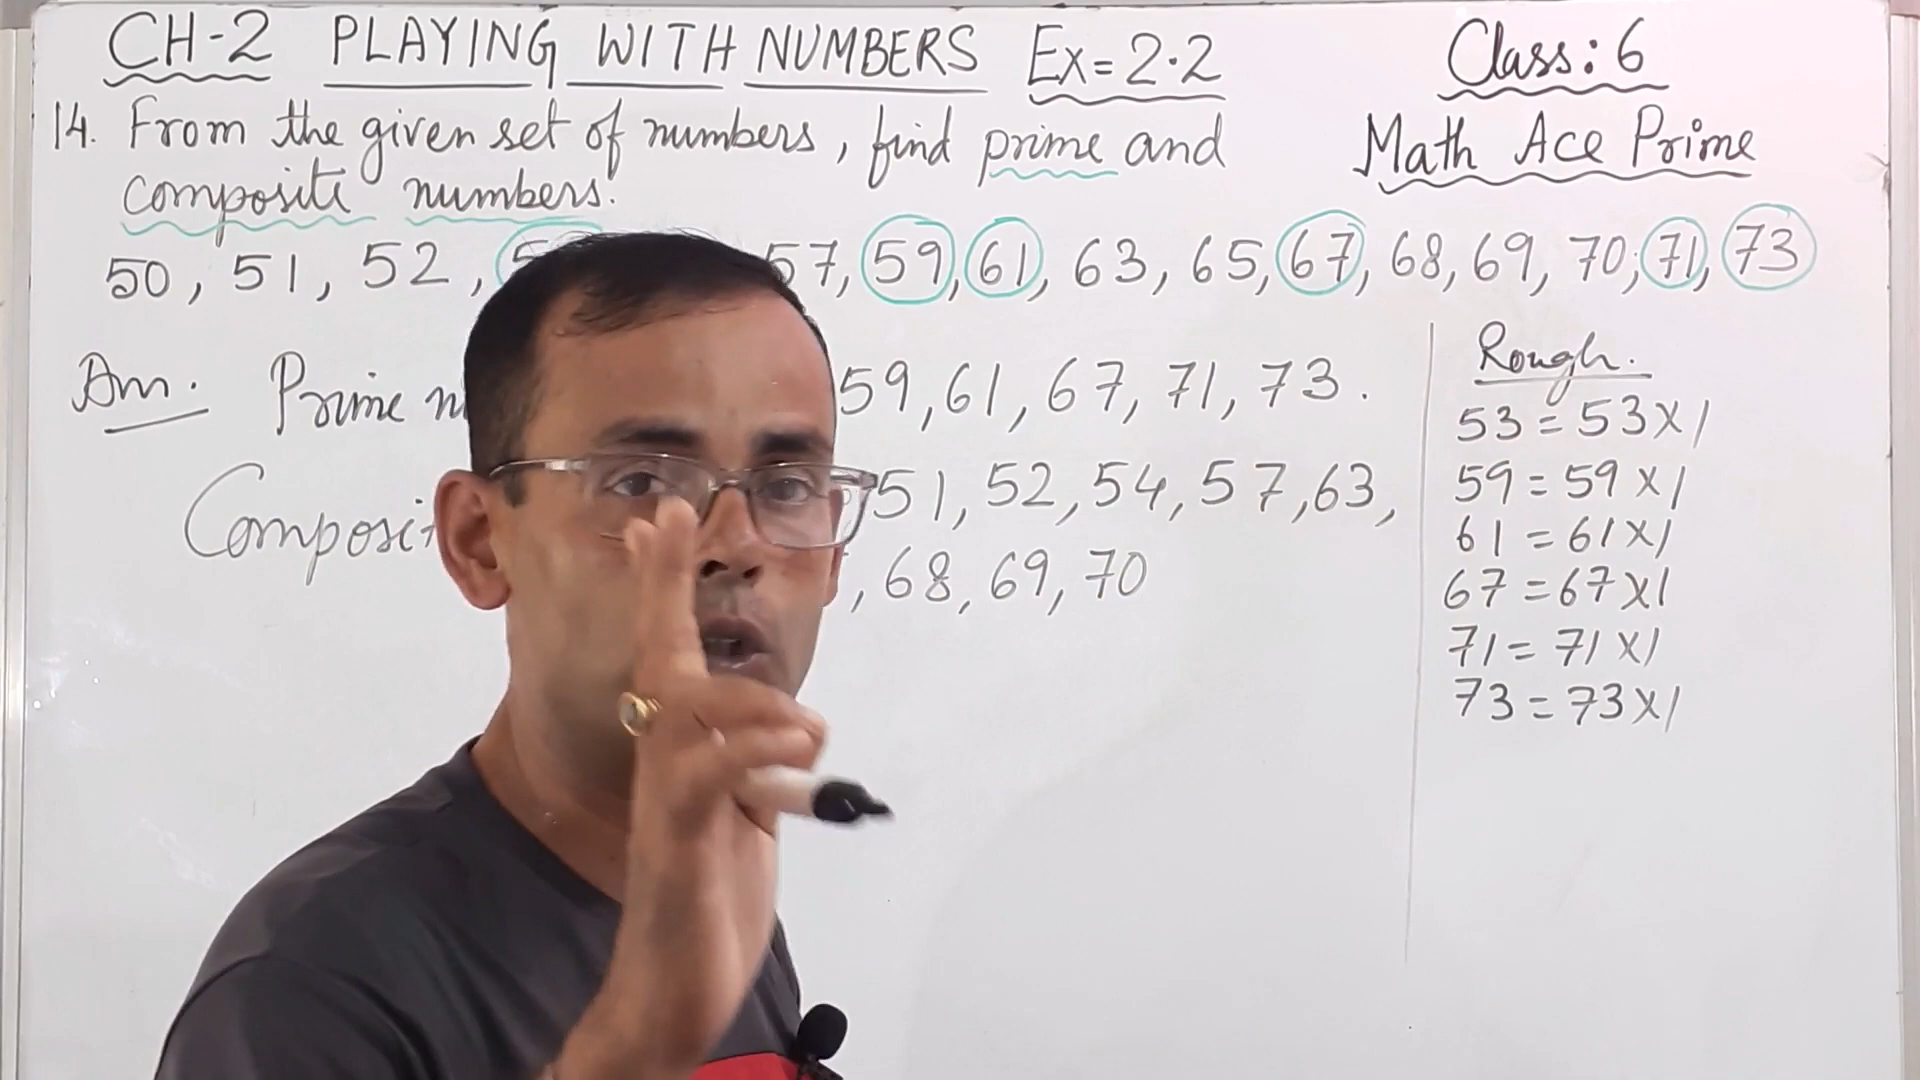 CH-2 PLAYING WITH NUMBERS Ex=2.2 Class: 6
14. From the given set of numbers, find prime and Math Ace Prime
composite numbers.
50, 51, 52, 57, 59, 61, 63, 65, 67, 68, 69, 70, 71, 73
Ans. Prime 59, 61, 67, 71, 73.
51, 52, 54, 57, 63,
, 68, 69, 70
Rough.
53 = 53 X 1
59 = 59 X 1
61 = 61 X 1
67 = 67 X 1
71 = 71 X 1
73 = 73 X 1